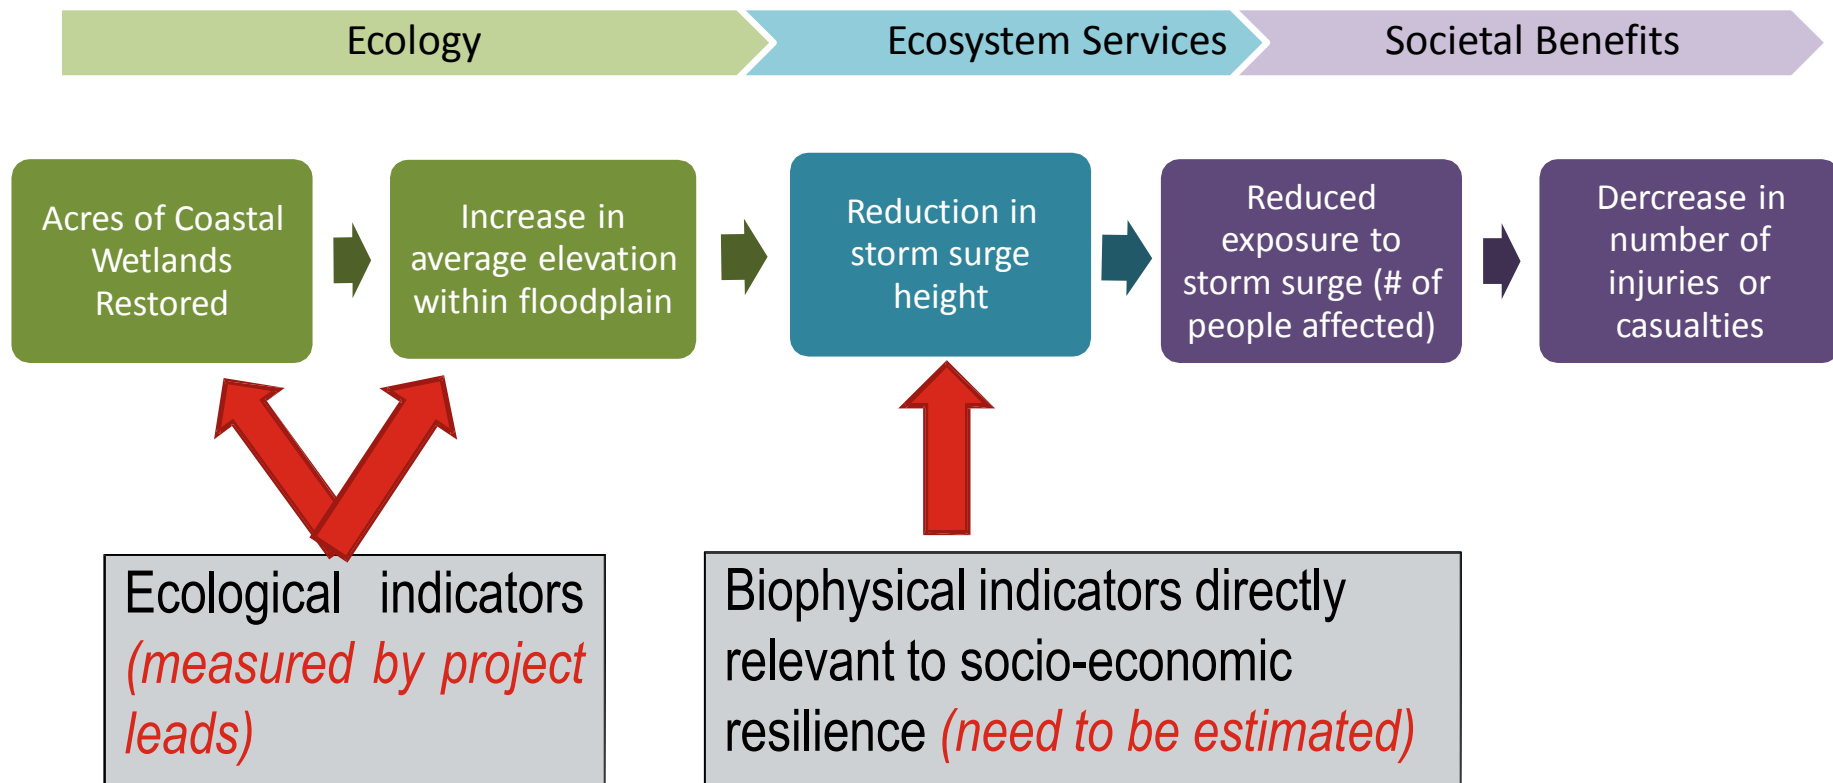 Ecology
Ecosystem Services
Societal Benefits
Acres of Coastal
Wetlands
Restored
Increase in
average elevation
within floodplain
Reduction in
storm surge
height
Reduced
exposure to
storm surge (# of
people affected)
Dercrease in
number of
injuries or
casualties
Ecological indicators
(measured by project
leads)
Biophysical indicators directly
relevant to socio-economic
resilience (need to be estimated)